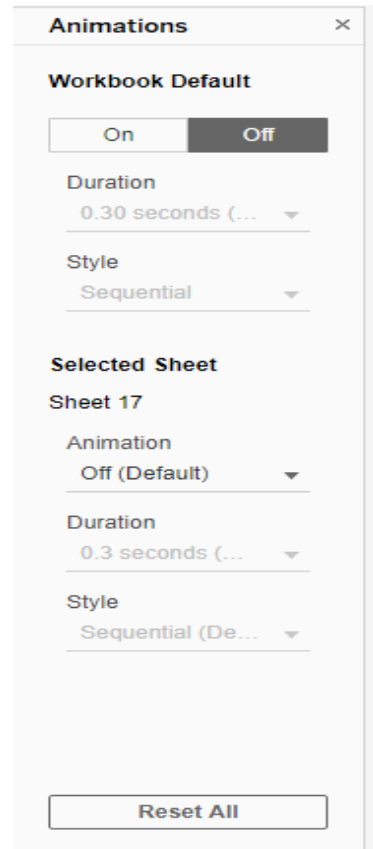 Animations ×
Workbook Default
On Off
Duration
0.30 seconds (...
Style
Sequential
Selected Sheet
Sheet 17
Animation
Off (Default)
Duration
0.3 seconds (...
Style
Sequential (De...
Reset All